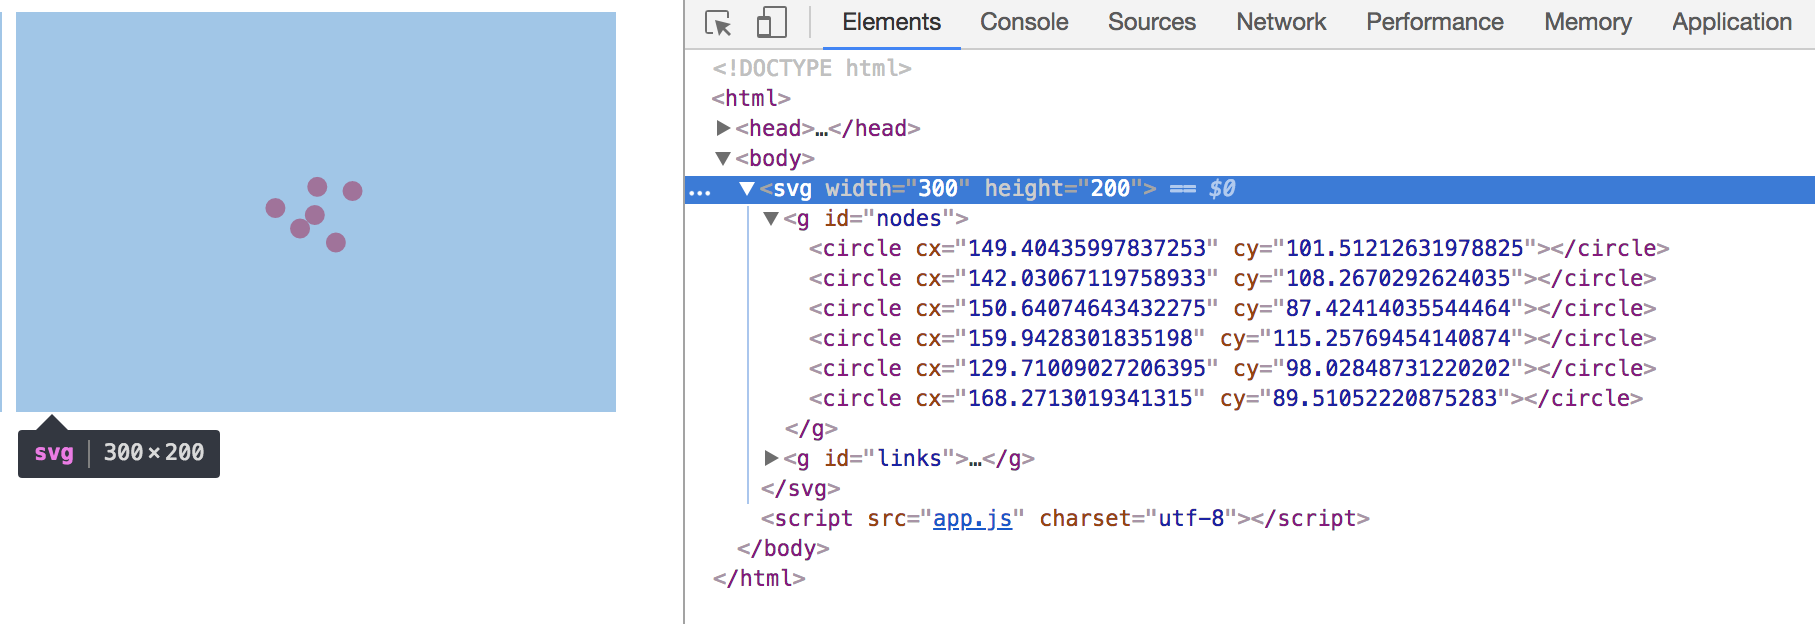 Elements Console Sources Network Performance Memory Application
<!DOCTYPE html>
<html>
<head>…</head>
<body>
… <svg width="300" height="200"> == $0
<g id="nodes">
<circle cx="149.40435997837253" cy="101.51212631978825"></circle>
<circle cx="142.03067119758933" cy="108.2670292624035"></circle>
<circle cx="150.64074643432275" cy="87.42414035544464"></circle>
<circle cx="159.9428301835198" cy="115.25769454140874"></circle>
<circle cx="129.71009027206395" cy="98.02848731220202"></circle>
<circle cx="168.2713019341315" cy="89.51052220875283"></circle>
</g>
<g id="links">…</g>
</svg>
<script src="app.js" charset="utf-8"></script>
</body>
</html>
svg 300×200